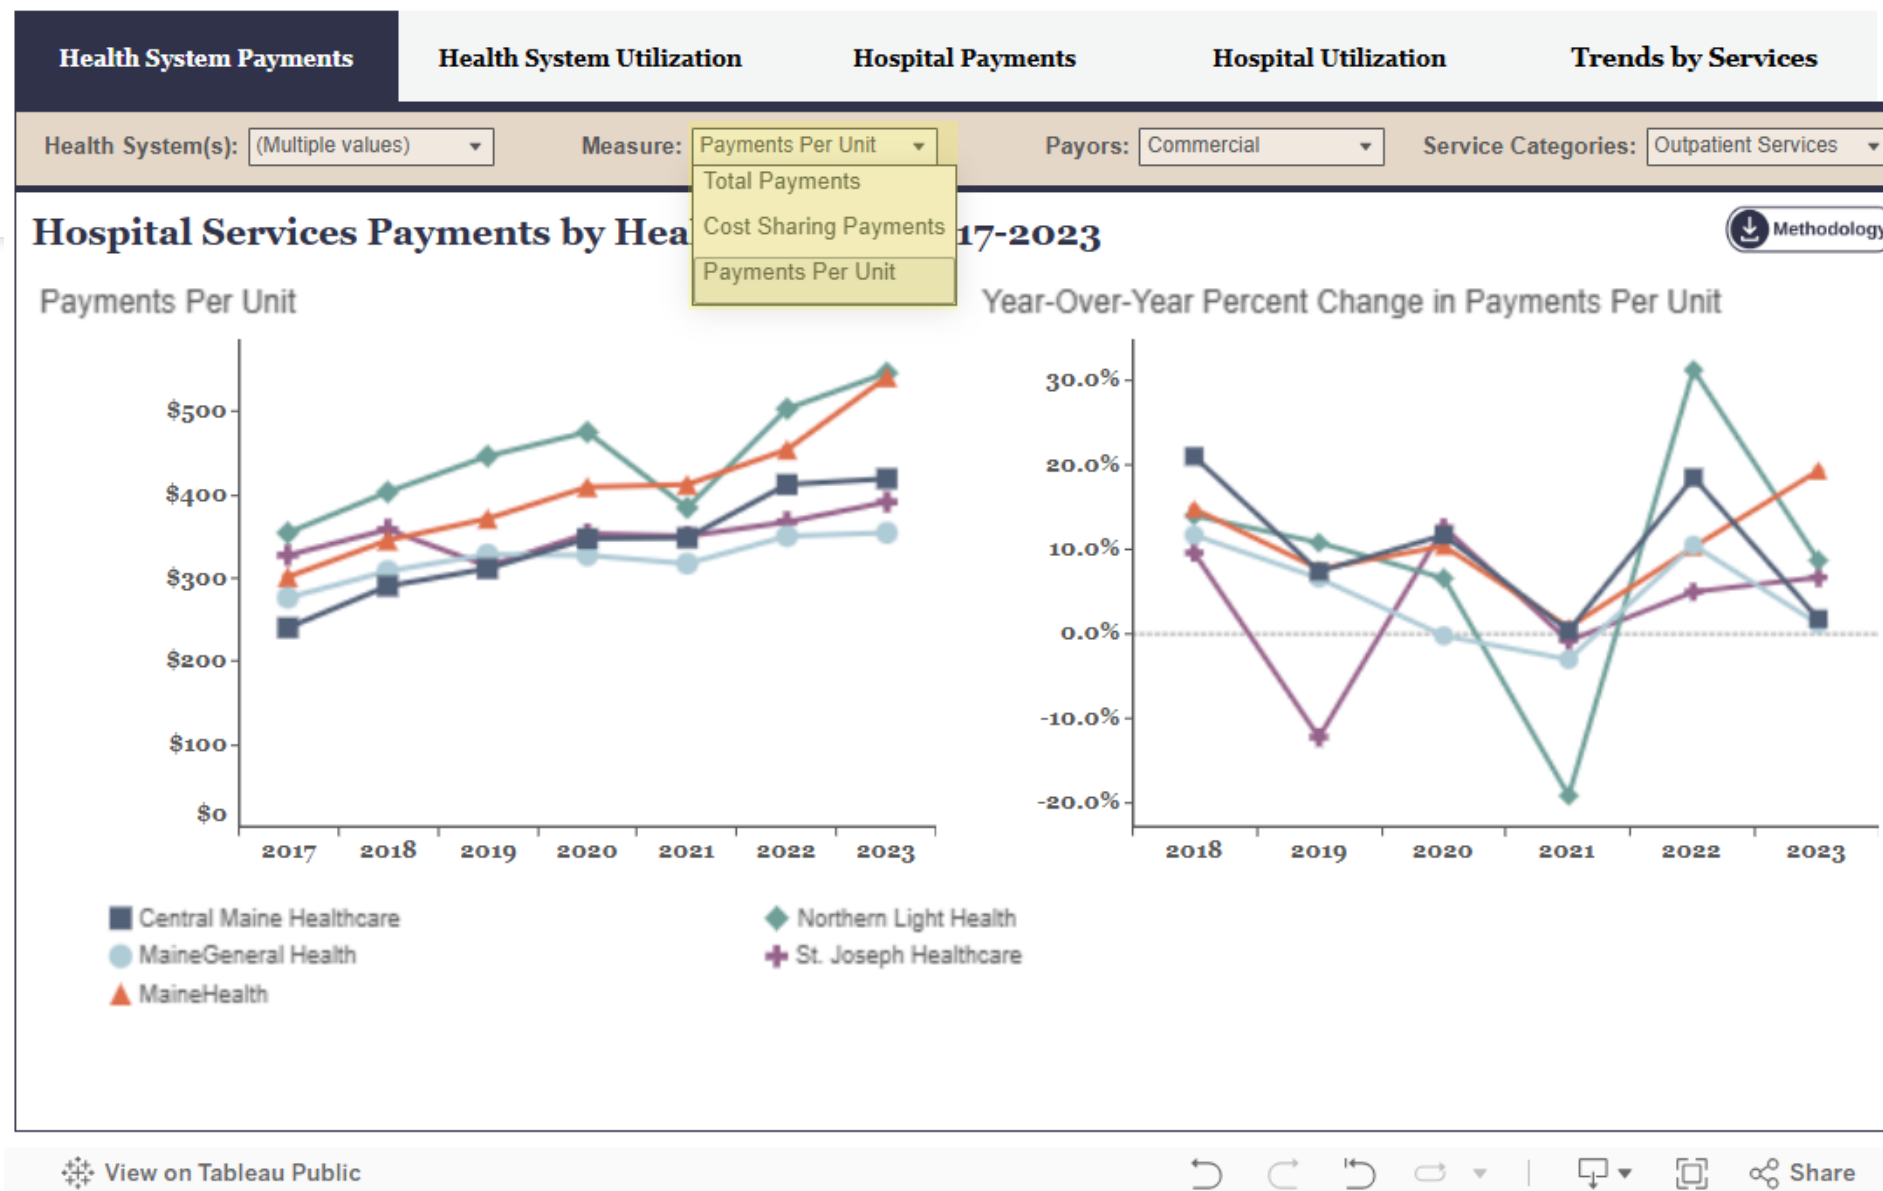 Health System Payments
Health System Utilization
Hospital Payments
Hospital Utilization
Trends by Services
Health System(s): (Multiple values)
Measure: Payments Per Unit
Payors: Commercial
Service Categories: Outpatient Services
Total Payments
Cost Sharing Payments
Payments Per Unit
Hospital Services Payments by Hea 17-2023
Methodology
Payments Per Unit
Year-Over-Year Percent Change in Payments Per Unit
$500
$400
$300
$200
$100
$0
2017 2018 2019 2020 2021 2022 2023
30.0%
20.0%
10.0%
0.0%
-10.0%
-20.0%
2018 2019 2020 2021 2022 2023
Central Maine Healthcare
MaineGeneral Health
MaineHealth
Northern Light Health
St. Joseph Healthcare
View on Tableau Public
Share